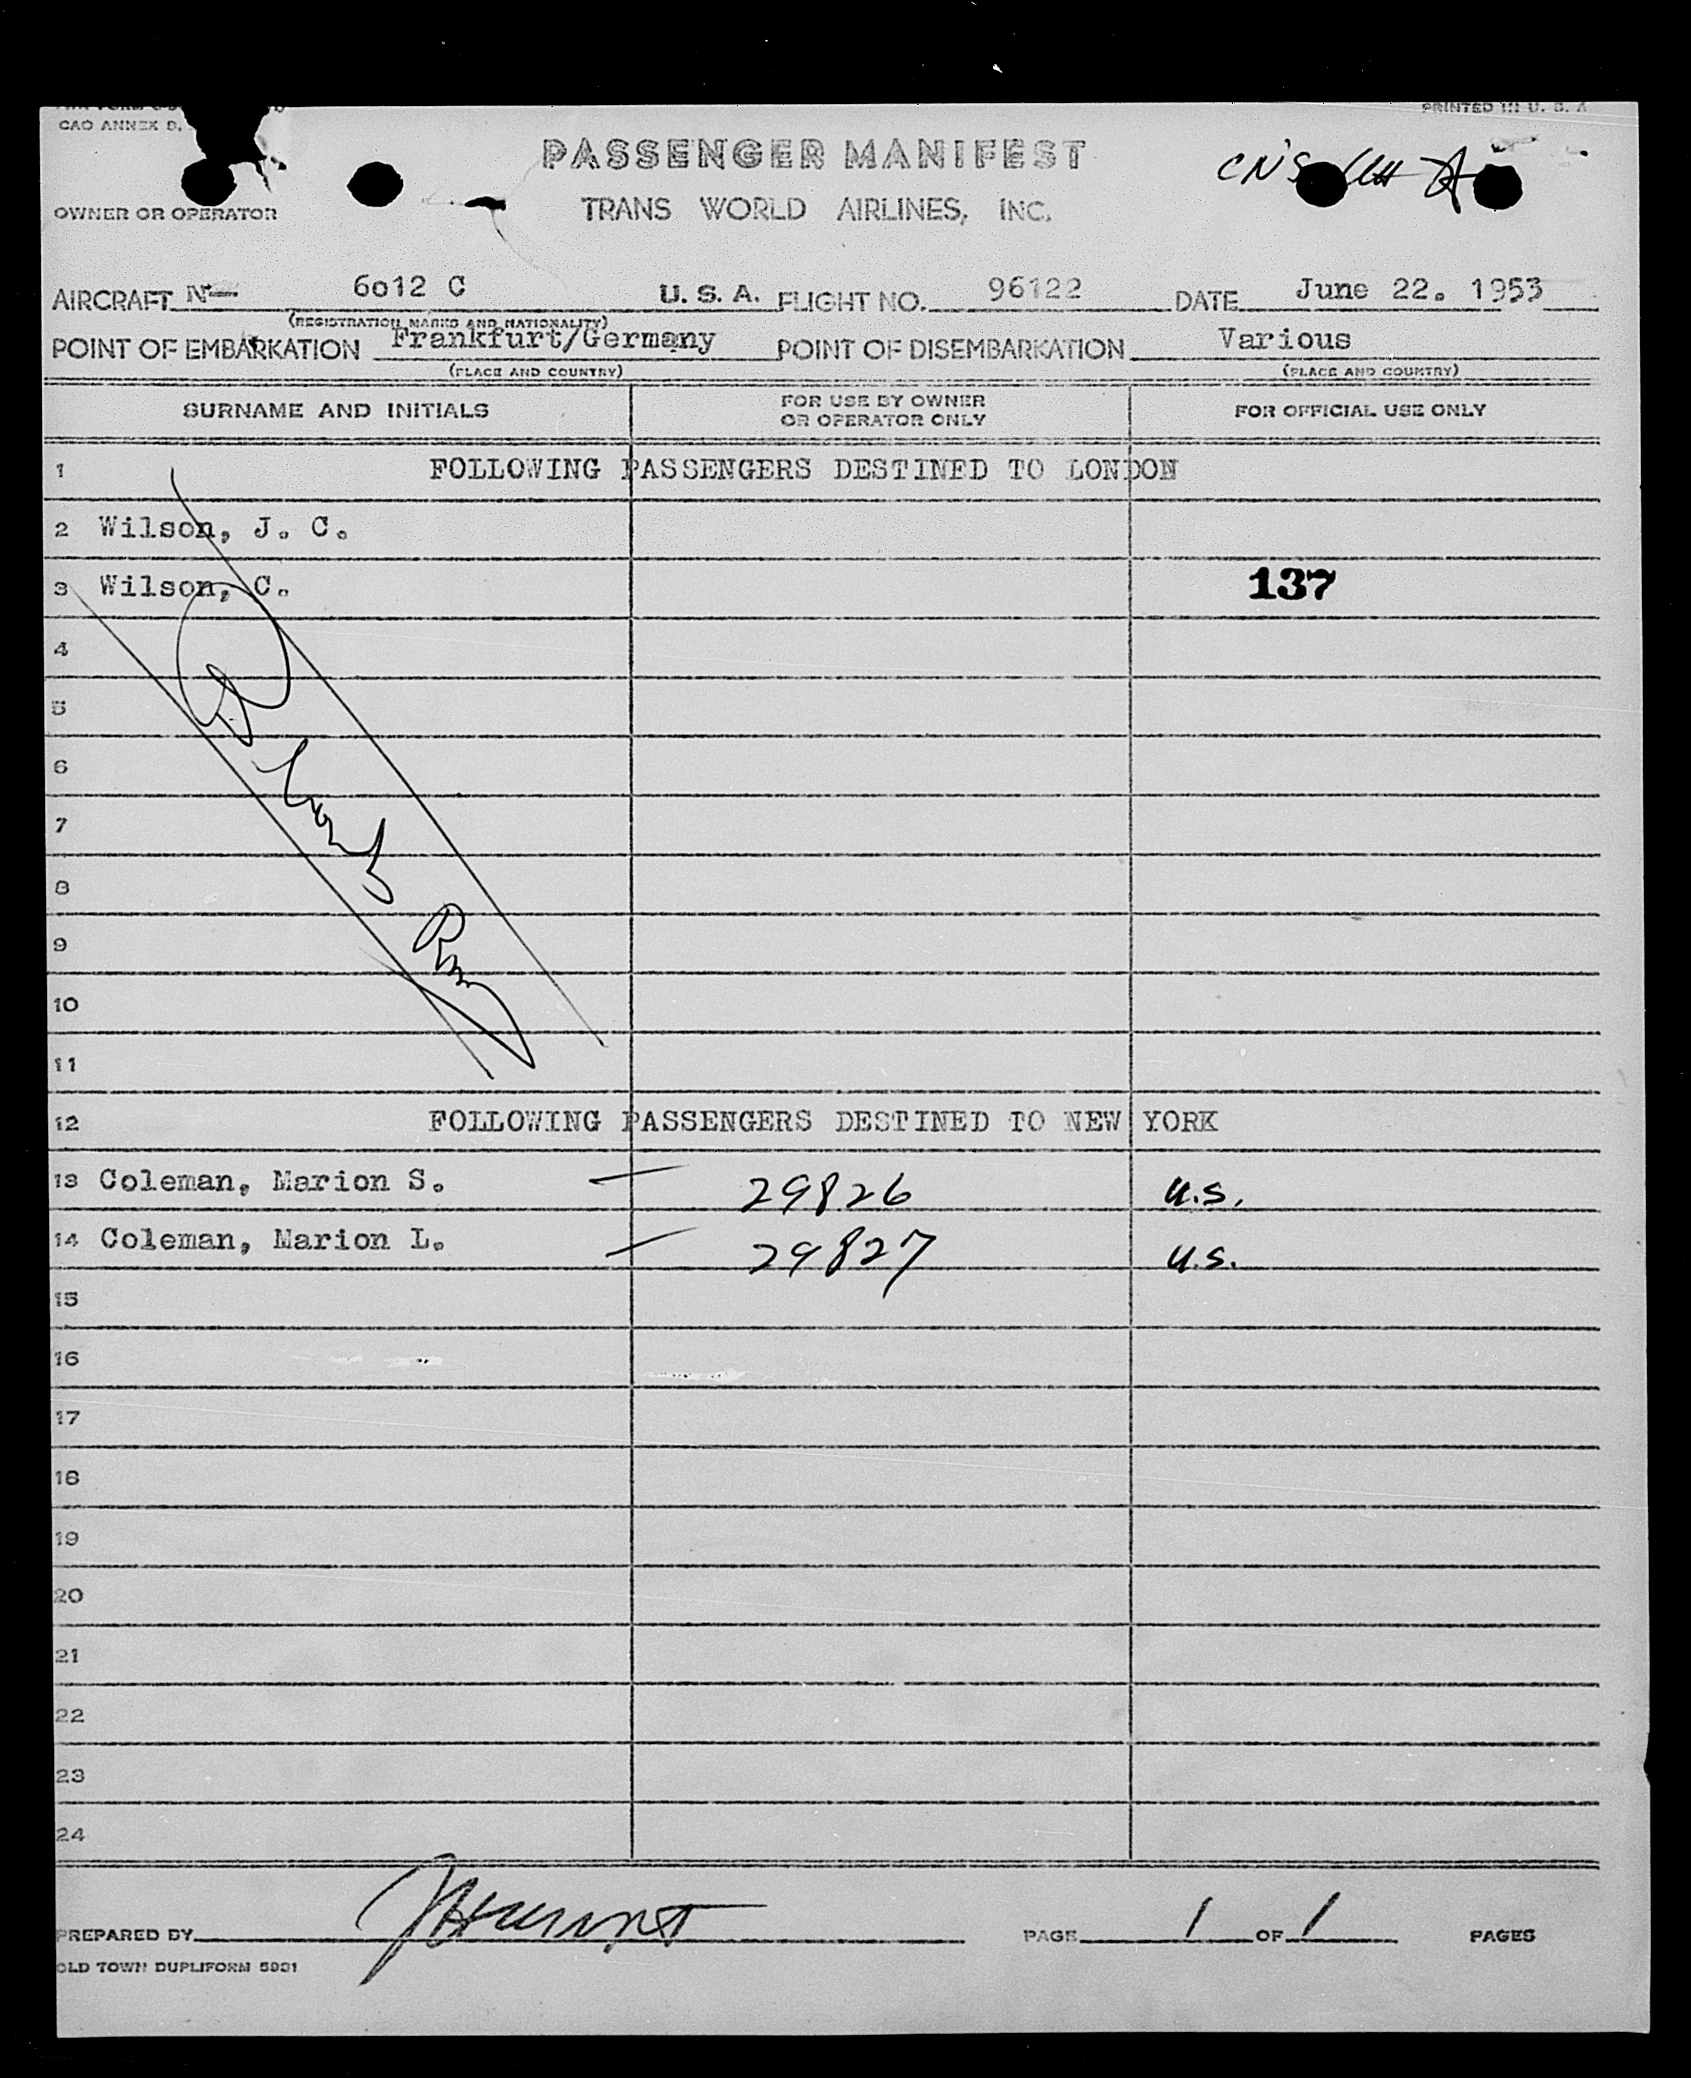 CAO ANNEX 9,
PRINTED IN U. S. A
PASSENGER MANIFEST
CN'S
OWNER OR OPERATOR
TRANS WORLD AIRLINES, INC.
AIRCRAFT N- 6012 C U. S. A. FLIGHT NO. 96122 DATE June 22. 1953
(REGISTRATION MARKS AND NATIONALITY)
POINT OF EMBARKATION Frankfurt/Germany POINT OF DISEMBARKATION Various
(PLACE AND COUNTRY) (PLACE AND COUNTRY)
SURNAME AND INITIALS FOR USE BY OWNER OR OPERATOR ONLY FOR OFFICIAL USE ONLY
1 FOLLOWING PASSENGERS DESTINED TO LONDON
2 Wilson, J. C.
3 Wilson, C. 137
4
5
6
7
8
9
10
11
12 FOLLOWING PASSENGERS DESTINED TO NEW YORK
13 Coleman, Marion S. — 29826 U.S.
14 Coleman, Marion L. — 29827 U.S.
15
16
17
18
19
20
21
22
23
24
PREPARED BY PAGE 1 OF 1 PAGES
OLD TOWN DUPLIFORM 5931